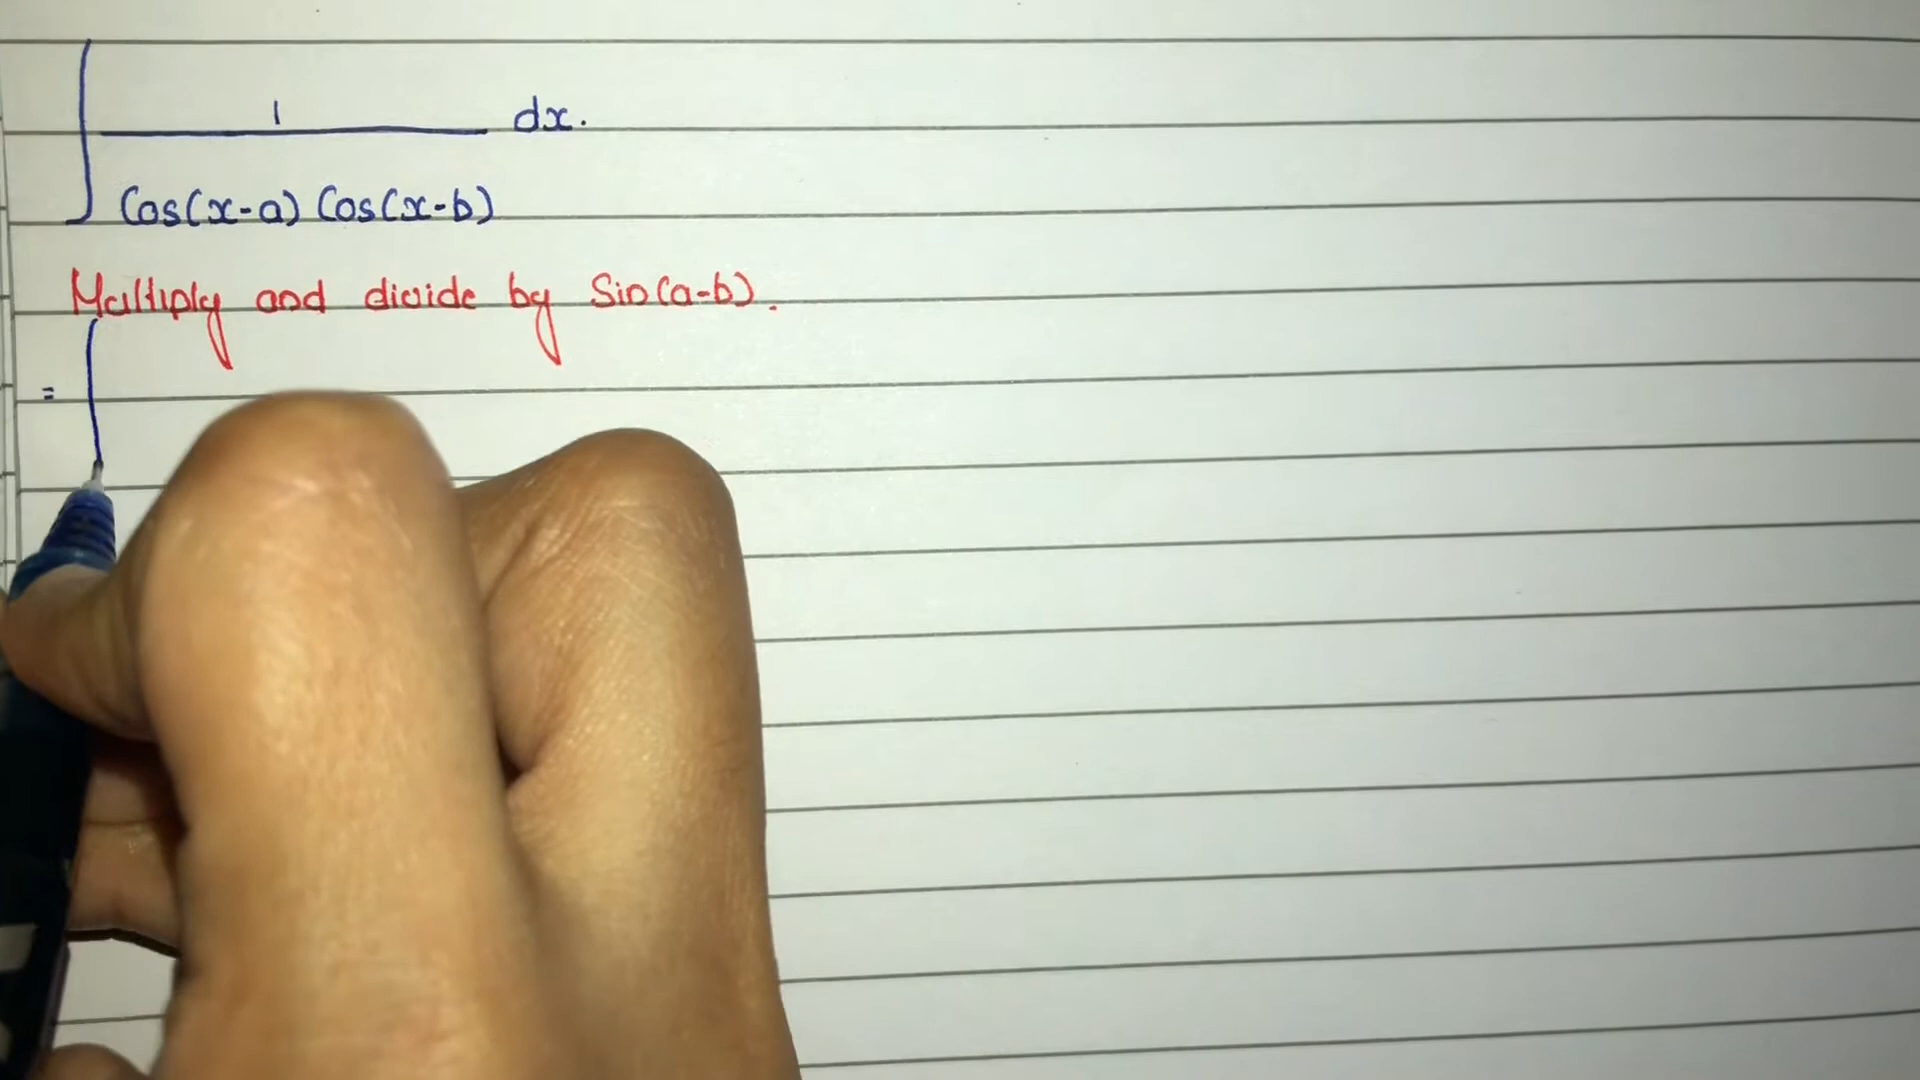 ∫ 1 dx.
Cos(x-a) Cos(x-b)
Multiply and divide by Sin(a-b).
= ∫